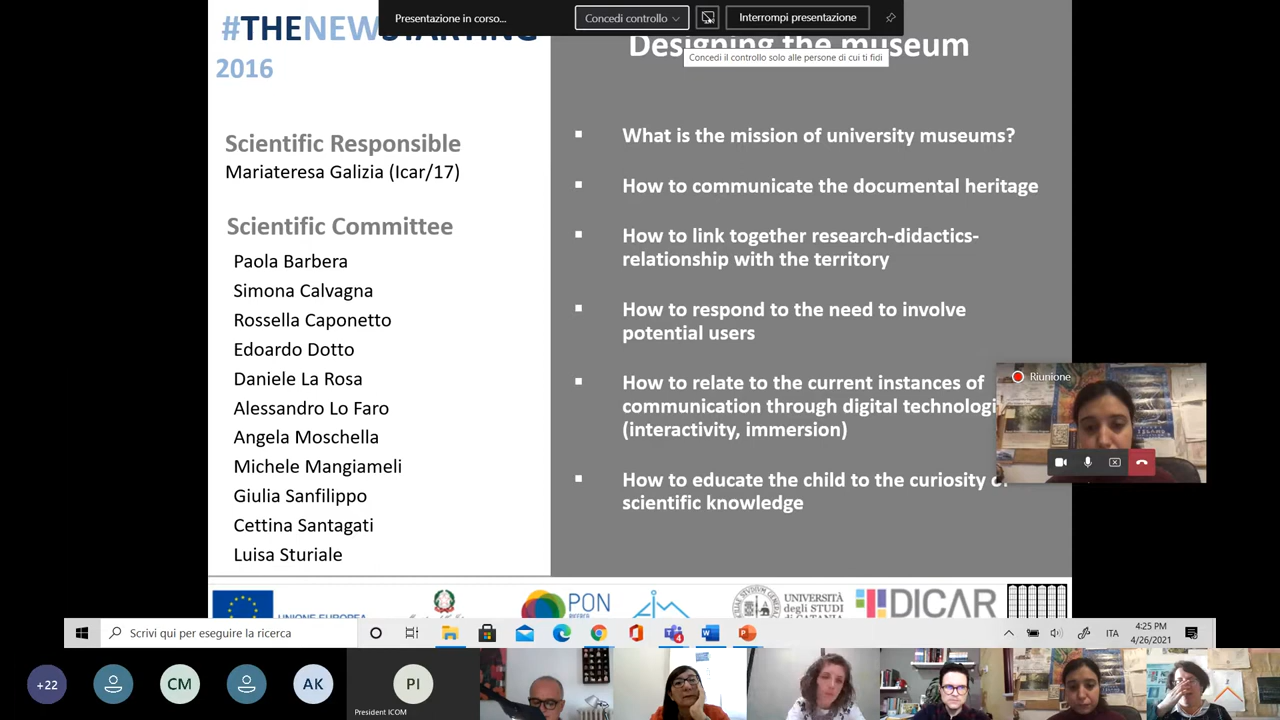 Presentazione in corso...
Concedi controllo
Interrompi presentazione
Concedi il controllo solo alle persone di cui ti fidi
#THENEWSTARTING
2016
Scientific Responsible
Mariateresa Galizia (Icar/17)
Scientific Committee
Paola Barbera
Simona Calvagna
Rossella Caponetto
Edoardo Dotto
Daniele La Rosa
Alessandro Lo Faro
Angela Moschella
Michele Mangiameli
Giulia Sanfilippo
Cettina Santagati
Luisa Sturiale
Designing the museum
What is the mission of university museums?
How to communicate the documental heritage
How to link together research-didactics-
relationship with the territory
How to respond to the need to involve
potential users
How to relate to the current instances of
communication through digital technologi
(interactivity, immersion)
How to educate the child to the curiosity of
scientific knowledge
Riunione
UNIONE EUROPEA
PON
UNIVERSITÀ
degli STUDI
di CATANIA
DICAR
Scrivi qui per eseguire la ricerca
4
ITA
4:25 PM
4/26/2021
+22
CM
AK
PI
President ICOM